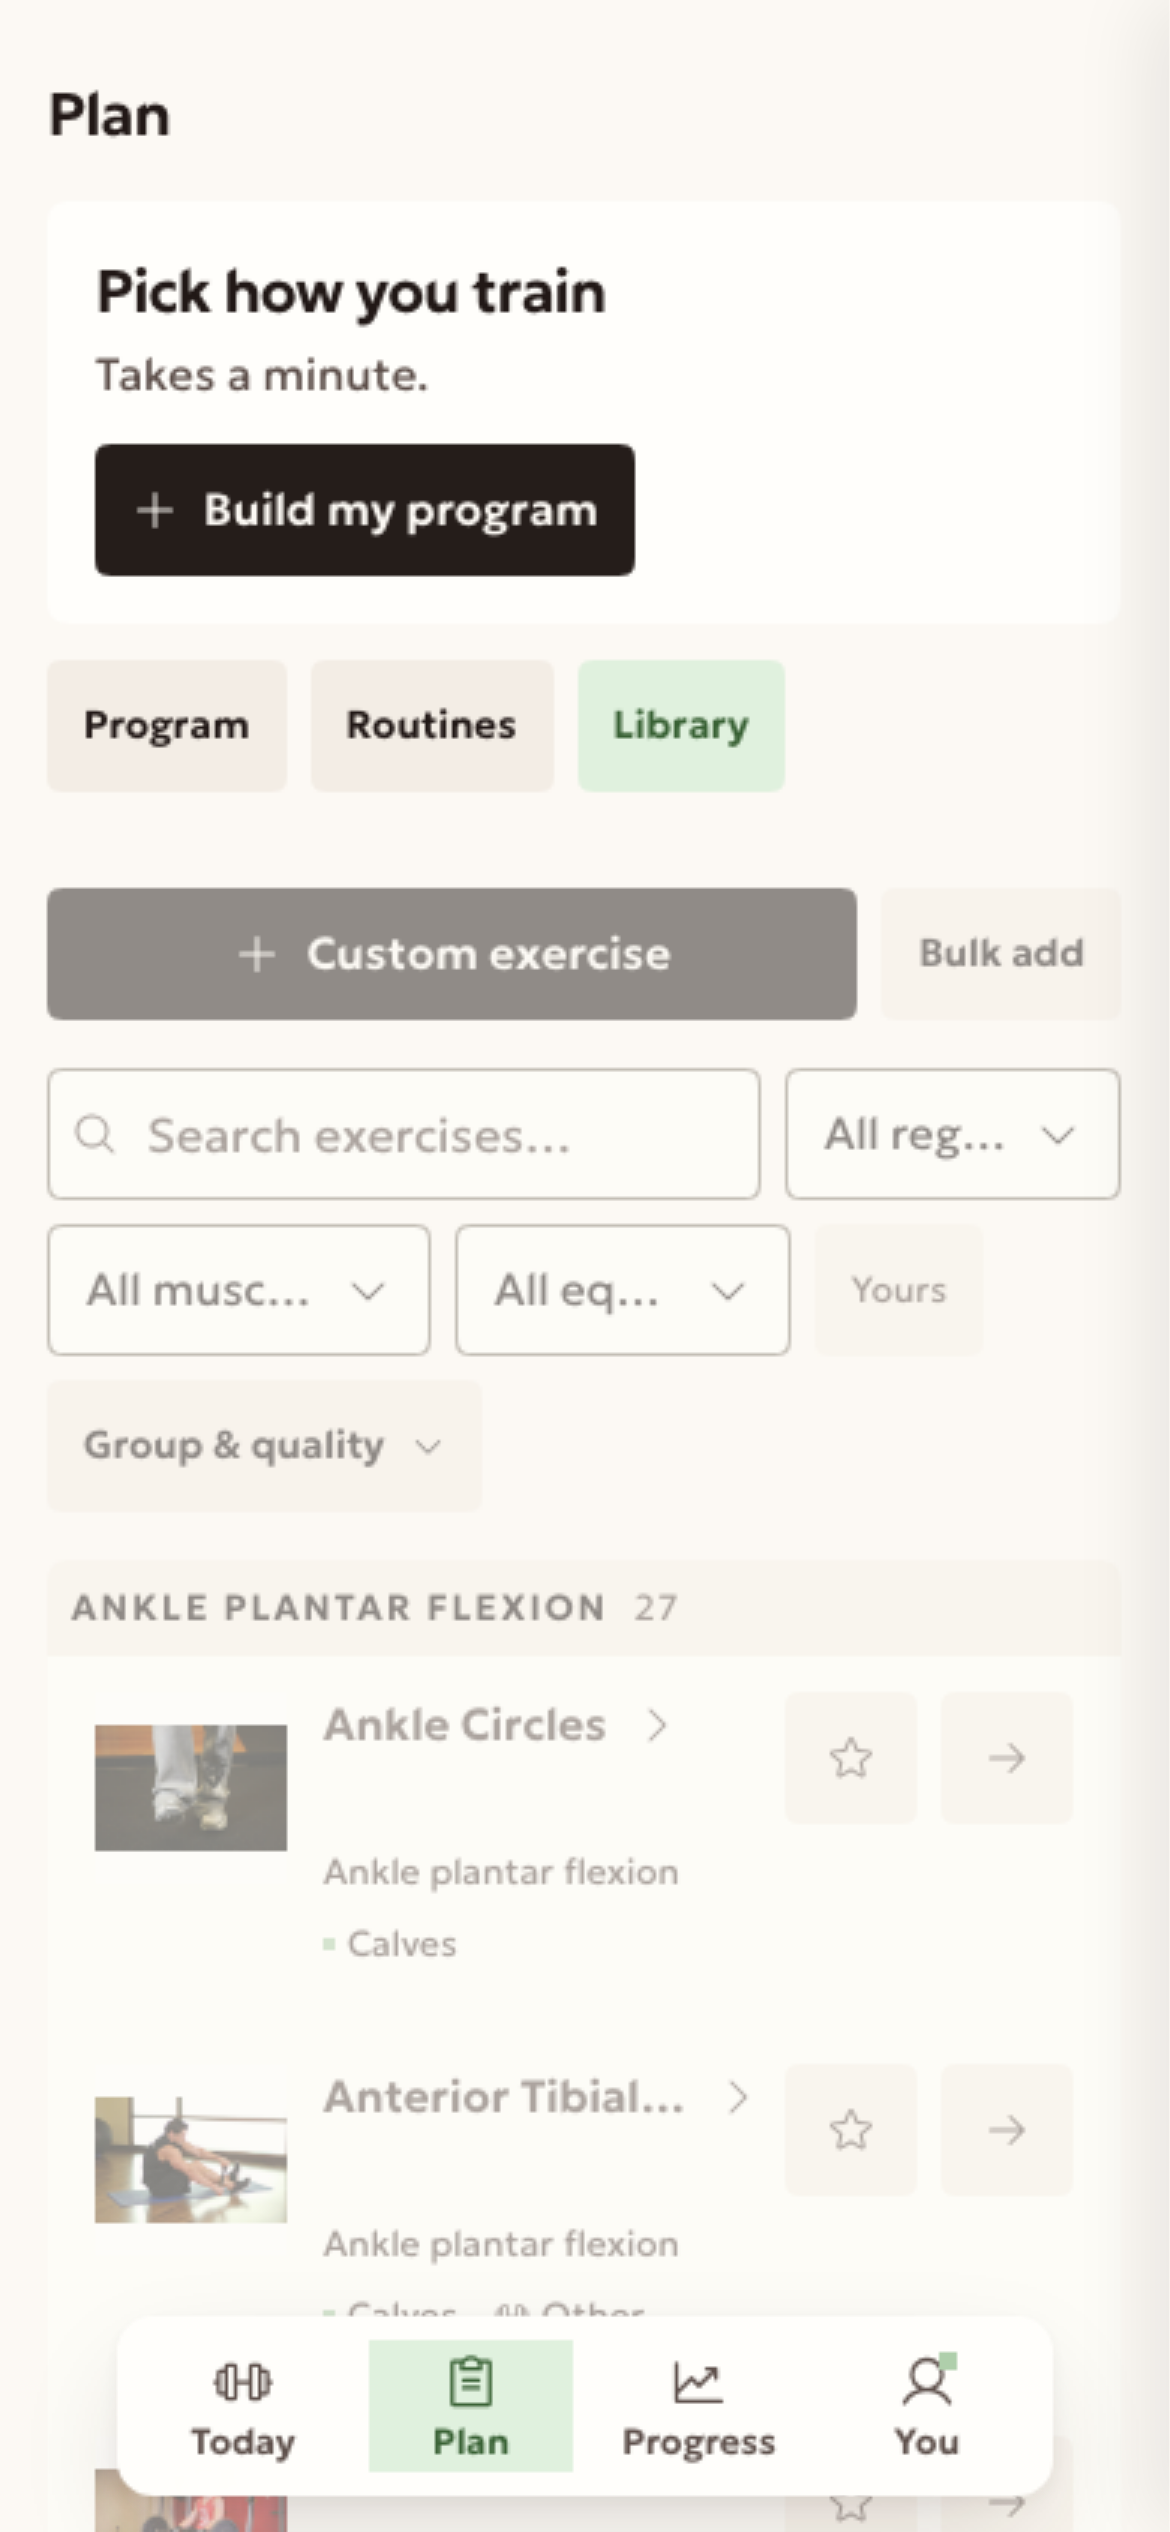 Plan
Pick how you train
Takes a minute.
Build my program
Program Routines Library
Custom exercise Bulk add
Search exercises... All reg...
All musc... All eq... Yours
Group & quality
ANKLE PLANTAR FLEXION 27
Ankle Circles
Ankle plantar flexion
Calves
Anterior Tibial...
Ankle plantar flexion
Calves Other
Today Plan Progress You